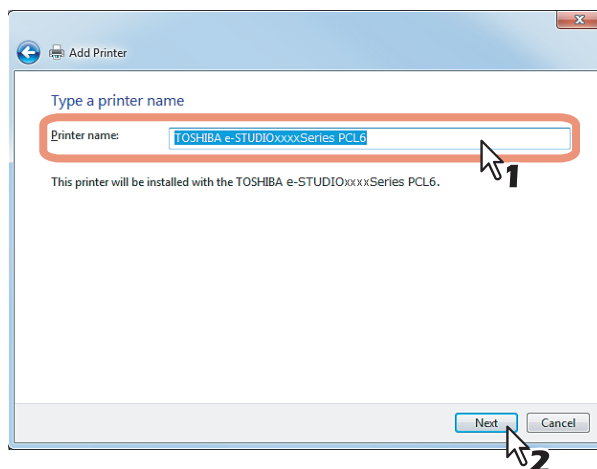 x
Add Printer
Type a printer name
Printer name: TOSHIBA e-STUDIOxxxxSeries PCL6
1
This printer will be installed with the TOSHIBA e-STUDIOxxxxSeries PCL6.
Next Cancel
2